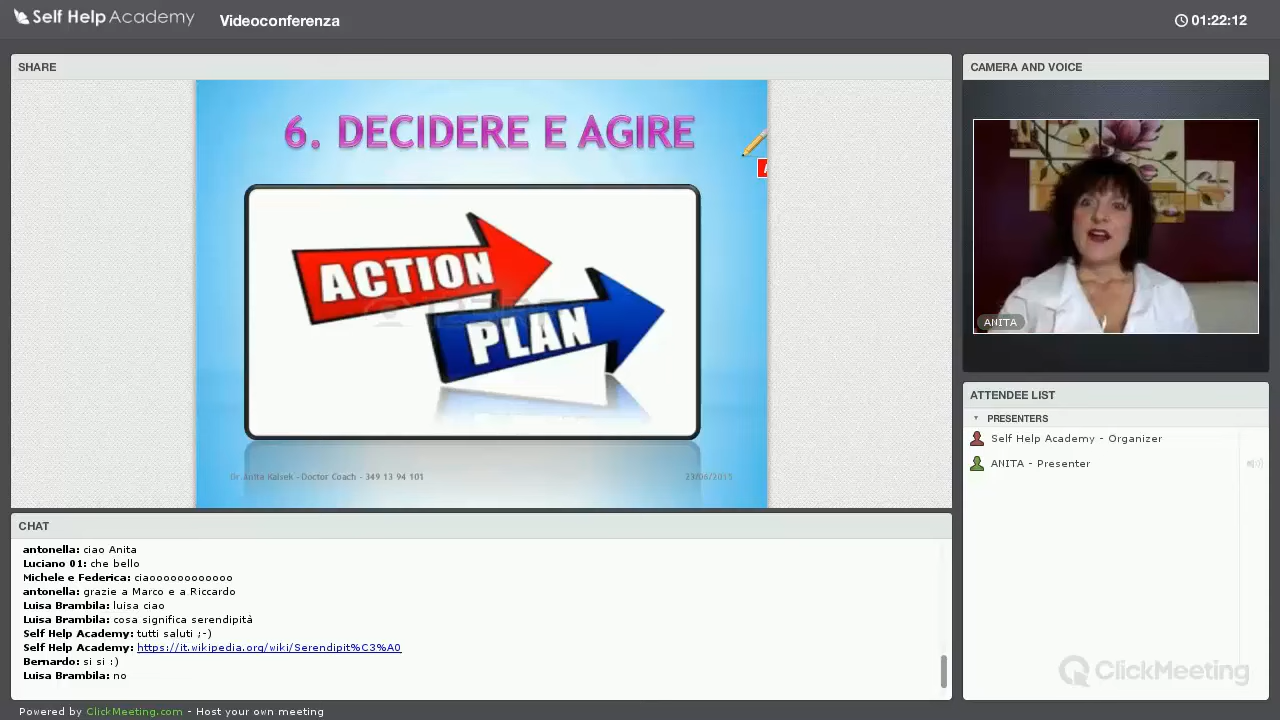 Self Help Academy
Videoconferenza
01:22:12
SHARE
6. DECIDERE E AGIRE
ACTION
PLAN
Dr. Anita Kalsek - Doctor Coach - 349 13 94 101
23/06/2015
CAMERA AND VOICE
ANITA
ATTENDEE LIST
PRESENTERS
Self Help Academy - Organizer
ANITA - Presenter
CHAT
antonella: ciao Anita
Luciano 01: che bello
Michele e Federica: ciaoooooooooooo
antonella: grazie a Marco e a Riccardo
Luisa Brambila: luisa ciao
Luisa Brambila: cosa significa serendipità
Self Help Academy: tutti saluti ;-)
Self Help Academy: https://it.wikipedia.org/wiki/Serendipit%C3%A0
Bernardo: si si :)
Luisa Brambila: no
ClickMeeting
Powered by ClickMeeting.com - Host your own meeting